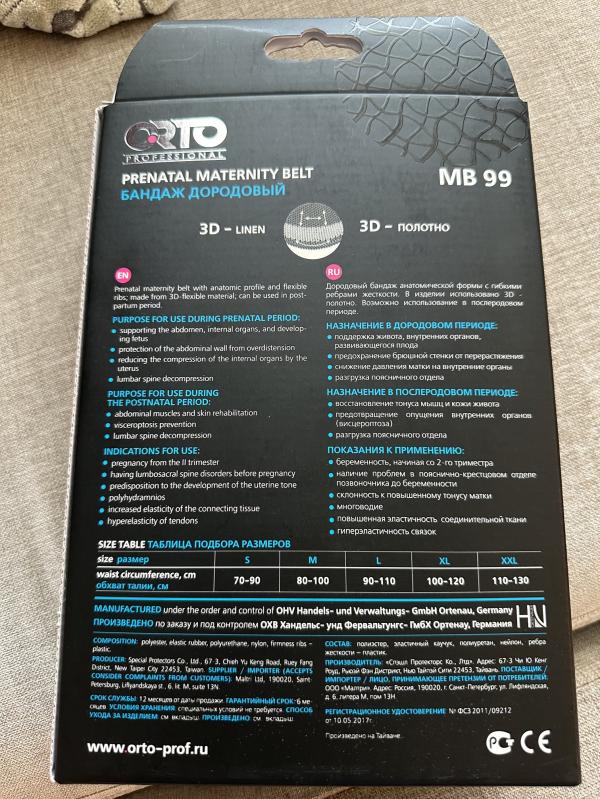 ORTO
PROFESSIONAL
PRENATAL MATERNITY BELT
БАНДАЖ ДОРОДОВЫЙ
MB 99
3D – LINEN
3D – ПОЛОТНО
EN
Prenatal maternity belt with anatomic profile and flexible
ribs; made from 3D-flexible material; can be used in post-
partum period.
PURPOSE FOR USE DURING PRENATAL PERIOD:
• supporting the abdomen, internal organs, and develop-
ing fetus
• protection of the abdominal wall from overdistension
• reducing the compression of the internal organs by the
uterus
• lumbar spine decompression
PURPOSE FOR USE DURING
THE POSTNATAL PERIOD:
• abdominal muscles and skin rehabilitation
• visceroptosis prevention
• lumbar spine decompression
INDICATIONS FOR USE:
• pregnancy from the II trimester
• having lumbosacral spine disorders before pregnancy
• predisposition to the development of the uterine tone
• polyhydramnios
• increased elasticity of the connecting tissue
• hyperelasticity of tendons
RU
Дородовый бандаж анатомической формы с гибкими
ребрами жесткости. В изделии использовано 3D -
полотно. Возможно использование в послеродовом
периоде.
НАЗНАЧЕНИЕ В ДОРОДОВОМ ПЕРИОДЕ:
• поддержка живота, внутренних органов,
развивающегося плода
• предохранение брюшной стенки от перерастяжения
• снижение давления матки на внутренние органы
• разгрузка поясничного отдела
НАЗНАЧЕНИЕ В ПОСЛЕРОДОВОМ ПЕРИОДЕ:
• восстановление тонуса мышц и кожи живота
• предотвращение опущения внутренних органов
(висцероптоза)
• разгрузка поясничного отдела
ПОКАЗАНИЯ К ПРИМЕНЕНИЮ:
• беременность, начиная со 2-го триместра
• наличие проблем в пояснично-крестцовом отделе
позвоночника до беременности
• склонность к повышенному тонусу матки
• многоводие
• повышенная эластичность соединительной ткани
• гиперэластичность связок
SIZE TABLE ТАБЛИЦА ПОДБОРА РАЗМЕРОВ
size размер S M L XL XXL
waist circumference, cm
обхват талии, см
70–90 80–100 90–110 100–120 110–130
MANUFACTURED under the order and control of OHV Handels- und Verwaltungs- GmbH Ortenau, Germany
ПРОИЗВЕДЕНО по заказу и под контролем ОХВ Хандельс- унд Фервальтунгс- ГмбХ Ортенау, Германия
COMPOSITION: polyester, elastic rubber, polyurethane, nylon, firmness ribs –
plastic.
PRODUCER: Special Protectors Co., Ltd., 67 3, Chieh Yu Keng Road, Ruey Fang
District, New Taipei City 22453, Taiwan. SUPPLIER / IMPORTER (ACCEPTS
CONSIDER COMPLAINTS FROM CUSTOMERS): Maltri Ltd, 190020, Saint-
Petersburg, Liflyandskaya st., 6, lit. M, suite 13N.
СРОК СЛУЖБЫ: 12 месяцев от даты продажи. ГАРАНТИЙНЫЙ СРОК: 6 ме-
сяцев. УСЛОВИЯ ХРАНЕНИЯ: специальных условий не требуется. СПОСОБ
УХОДА ЗА ИЗДЕЛИЕМ см. вкладыш. ПРОИЗВЕДЕНО см. вкладыш.
СОСТАВ: полиэстер, эластичный каучук, полиуретан, нейлон, ребра
жесткости – пластик.
ПРОИЗВОДИТЕЛЬ: «Спэшл Протекторс Ко., Лтд». Адрес: 67-3 Чи Ю Кенг
Роуд, Рьюэй Фэн Дистрикт, Нью Тайпей Сити 22453, Тайвань. ПОСТАВЩИК /
ИМПОРТЕР / ЛИЦО, ПРИНИМАЮЩЕЕ ПРЕТЕНЗИИ ОТ ПОТРЕБИТЕЛЕЙ:
ООО «Малтри». Адрес: Россия, 190020, г. Санкт-Петербург, ул. Лифляндская,
д. 6, литера М, пом 13Н.
РЕГИСТРАЦИОННОЕ УДОСТОВЕРЕНИЕ № ФСЗ 2011/09212
от 10.05.2017г.
Произведено на Тайване.
www.orto-prof.ru
CE